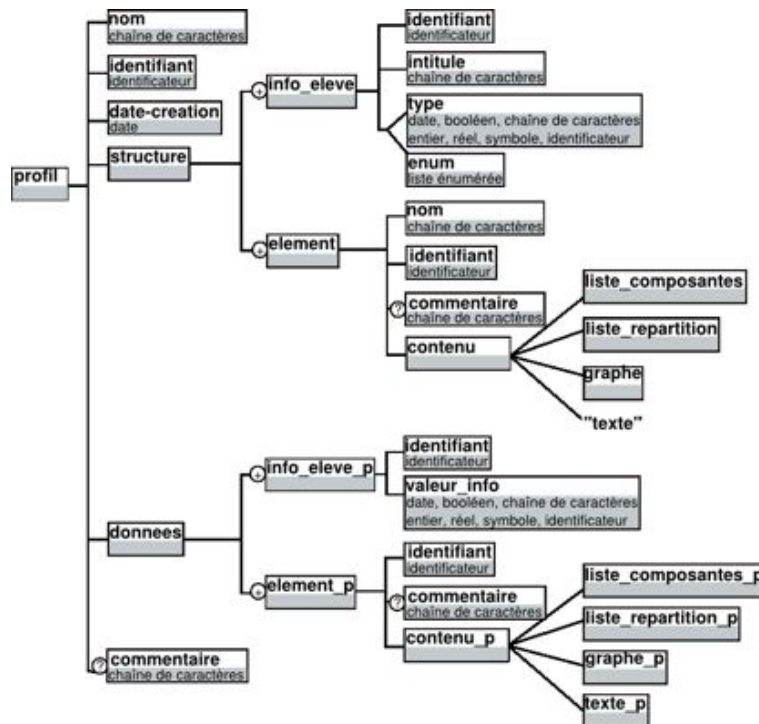 profil
nom
chaîne de caractères
identifiant
identificateur
date-creation
date
structure
+
info_eleve
identifiant
identificateur
intitule
chaîne de caractères
type
date, booléen, chaîne de caractères
entier, réel, symbole, identificateur
enum
liste énumérée
+
element
nom
chaîne de caractères
identifiant
identificateur
?
commentaire
chaîne de caractères
contenu
liste_composantes
liste_repartition
graphe
"texte"
donnees
+
info_eleve_p
identifiant
identificateur
valeur_info
date, booléen, chaîne de caractères
entier, réel, symbole, identificateur
+
element_p
identifiant
identificateur
?
commentaire
chaîne de caractères
contenu_p
liste_composantes_p
liste_repartition_p
graphe_p
texte_p
?
commentaire
chaîne de caractères